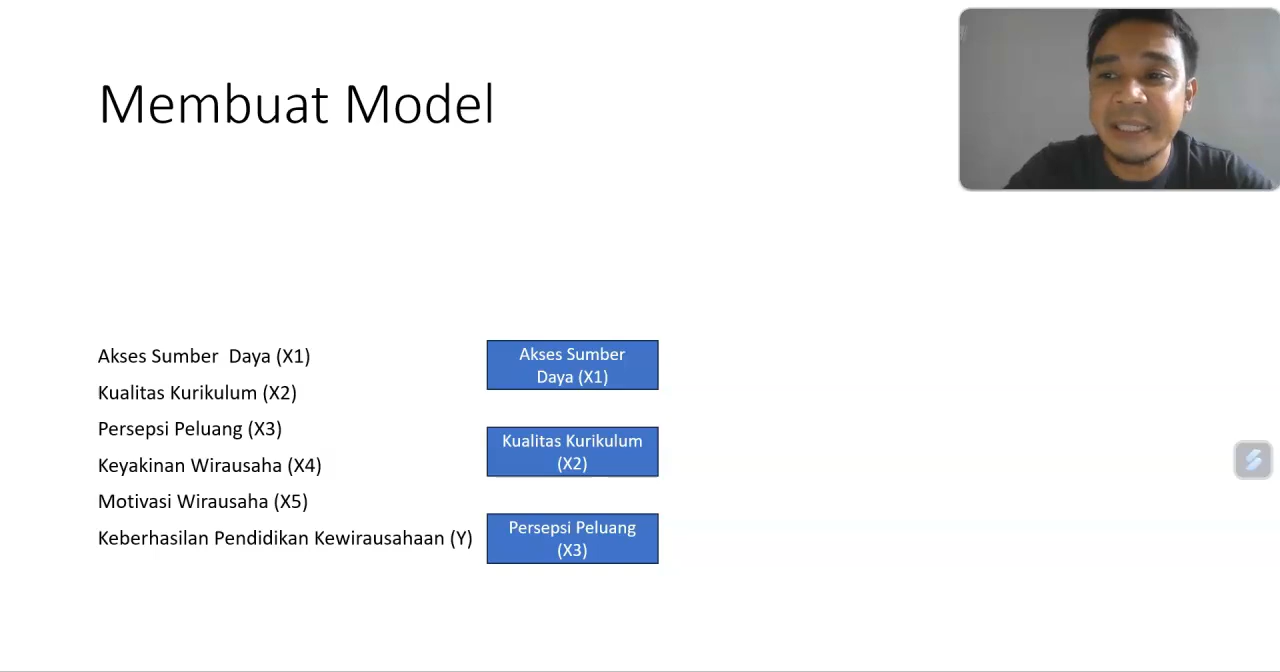 Membuat Model
Akses Sumber  Daya (X1)
Kualitas Kurikulum (X2)
Persepsi Peluang (X3)
Keyakinan Wirausaha (X4)
Motivasi Wirausaha (X5)
Keberhasilan Pendidikan Kewirausahaan (Y)
Akses Sumber
Daya (X1)
Kualitas Kurikulum
(X2)
Persepsi Peluang
(X3)